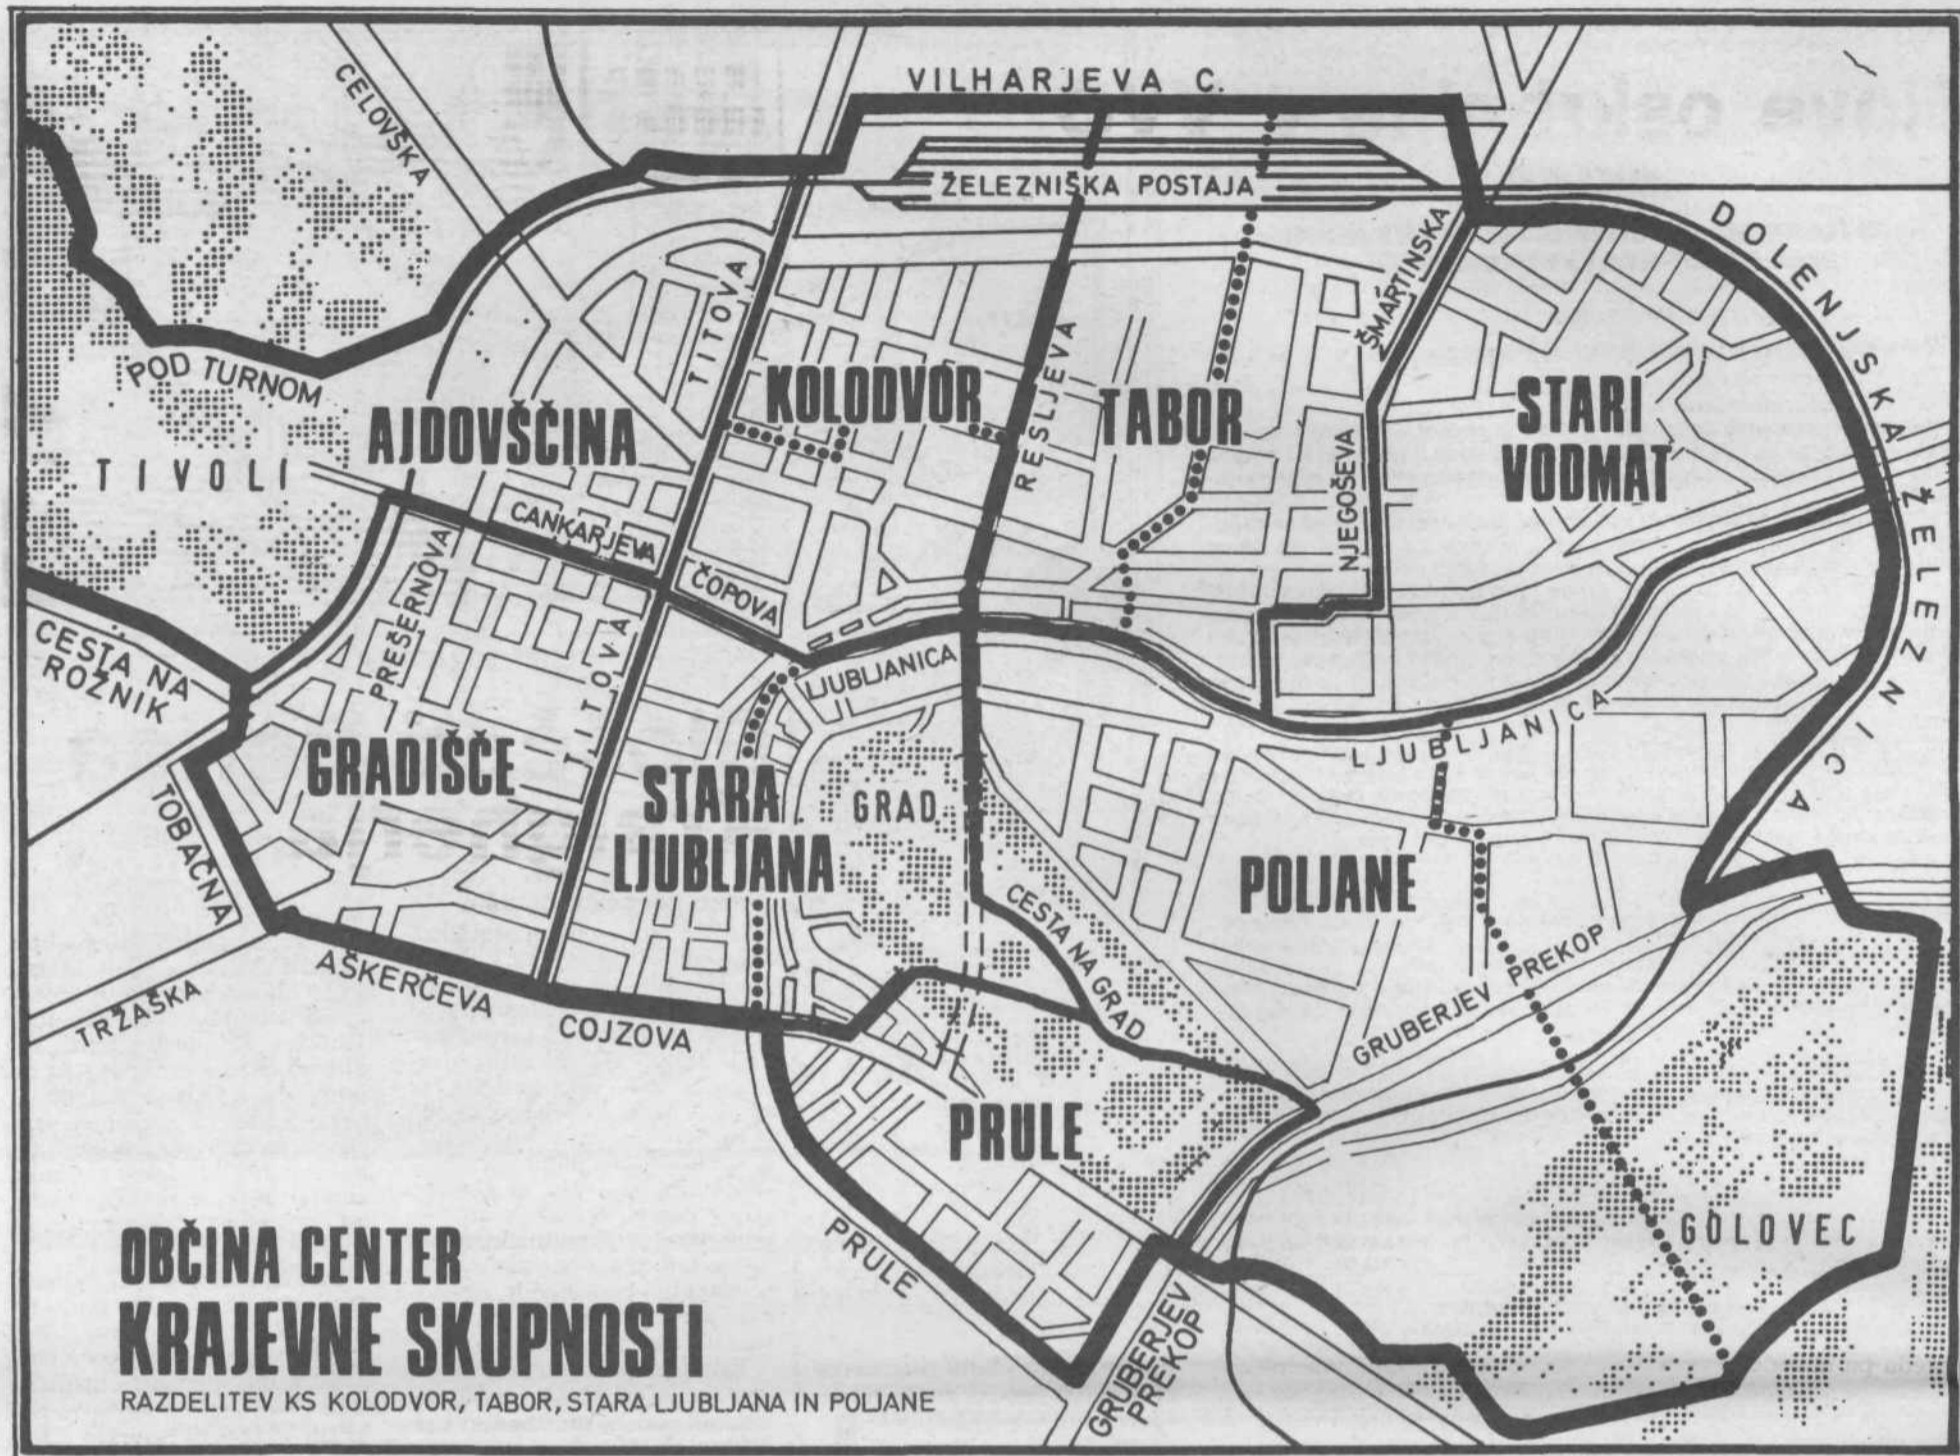 VILHARJEVA C.
CELOVŠKA
ŽELEZNIŠKA POSTAJA
DOLENJSKA ŽELEZNICA
ŠMARTINSKA
TITOVA
RESLJEVA
POD TURNOM
AJDOVŠČINA
KOLODVOR
TABOR
STARI
VODMAT
TIVOLI
NJEGOŠEVA
CANKARJEVA
ČOPOVA
PREŠERNOVA
TITOVA
CESTA NA
ROŽNIK
LJUBLJANICA
LJUBLJANICA
GRADIŠČE
STARA
LJUBLJANA
GRAD
POLJANE
TOBAČNA
CESTA NA GRAD
TRŽAŠKA
AŠKERČEVA
COJZOVA
GRUBERJEV PREKOP
PRULE
PRULE
GOLOVEC
GRUBERJEV
PREKOP
OBČINA CENTER
KRAJEVNE SKUPNOSTI
RAZDELITEV KS KOLODVOR, TABOR, STARA LJUBLJANA IN POLJANE